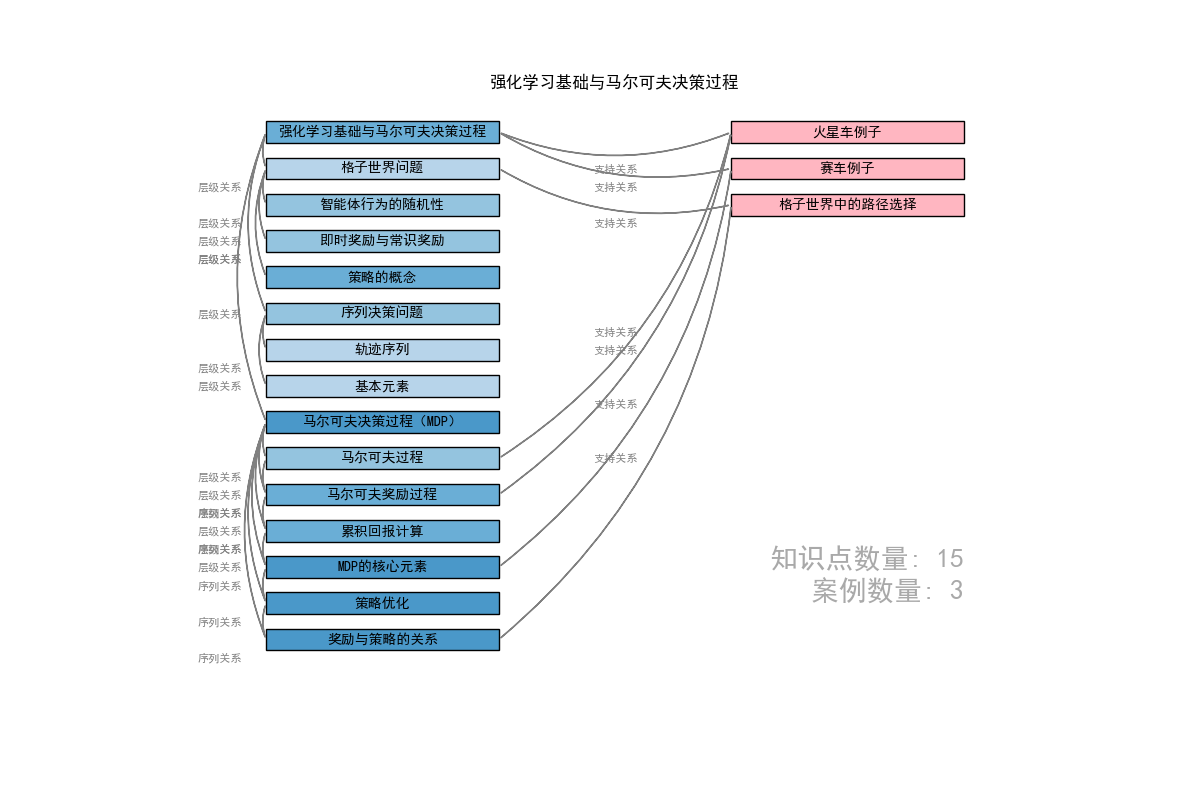 强化学习基础与马尔可夫决策过程
强化学习基础与马尔可夫决策过程
火星车例子
格子世界问题
支持关系
赛车例子
层级关系
支持关系
智能体行为的随机性
格子世界中的路径选择
层级关系
支持关系
层级关系
即时奖励与常识奖励
层级关系
策略的概念
层级关系
序列决策问题
支持关系
轨迹序列
支持关系
层级关系
层级关系
基本元素
支持关系
马尔可夫决策过程（MDP）
马尔可夫过程
支持关系
层级关系
层级关系
马尔可夫奖励过程
层级关系
累积回报计算
层级关系
MDP的核心元素
知识点数量: 15
序列关系
案例数量: 3
策略优化
序列关系
奖励与策略的关系
序列关系